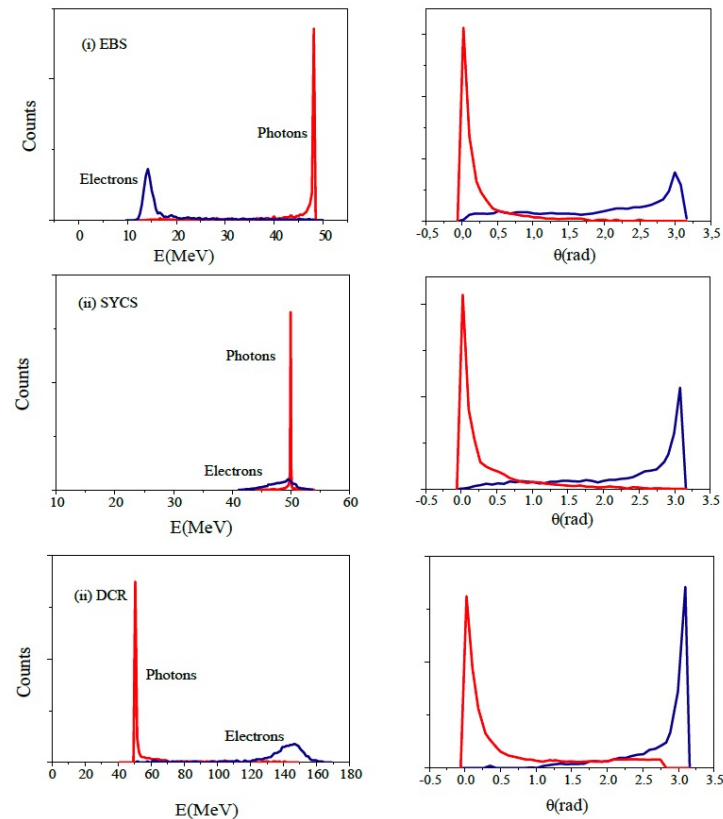 (i) EBS
Photons
Electrons
Counts
0 10 20 30 40 50
E(MeV)
-0,5 0,0 0,5 1,0 1,5 2,0 2,5 3,0 3,5
θ(rad)
(ii) SYCS
Photons
Electrons
Counts
10 20 30 40 50 60
E(MeV)
-0.5 0.0 0.5 1.0 1.5 2.0 2.5 3.0 3.5
θ(rad)
(ii) DCR
Photons
Electrons
Counts
0 20 40 60 80 100 120 140 160 180
E(MeV)
-0.5 0.0 0.5 1.0 1.5 2.0 2.5 3.0 3.5
θ(rad)